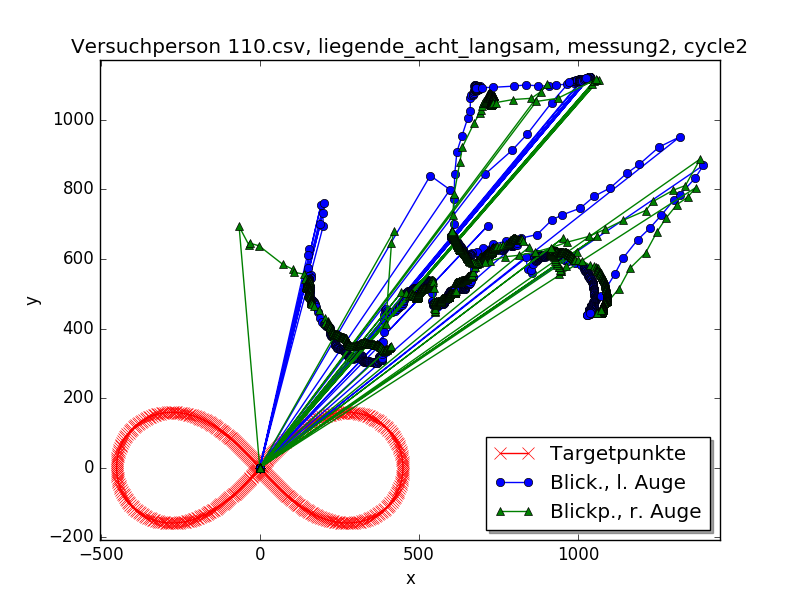 Versuchperson 110.csv, liegende_acht_langsam, messung2, cycle2
y
1000
800
600
400
200
0
−200
−500
0
500
1000
x
Targetpunkte
Blick., l. Auge
Blickp., r. Auge